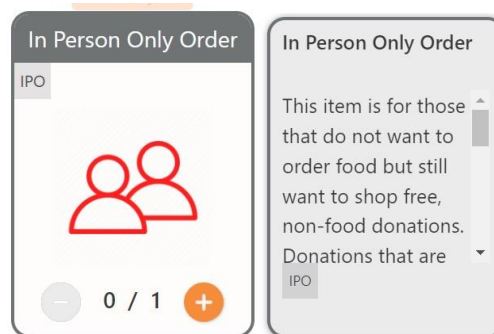 In Person Only Order
IPO
0 / 1
In Person Only Order
This item is for those
that do not want to
order food but still
want to shop free,
non-food donations.
Donations that are
IPO